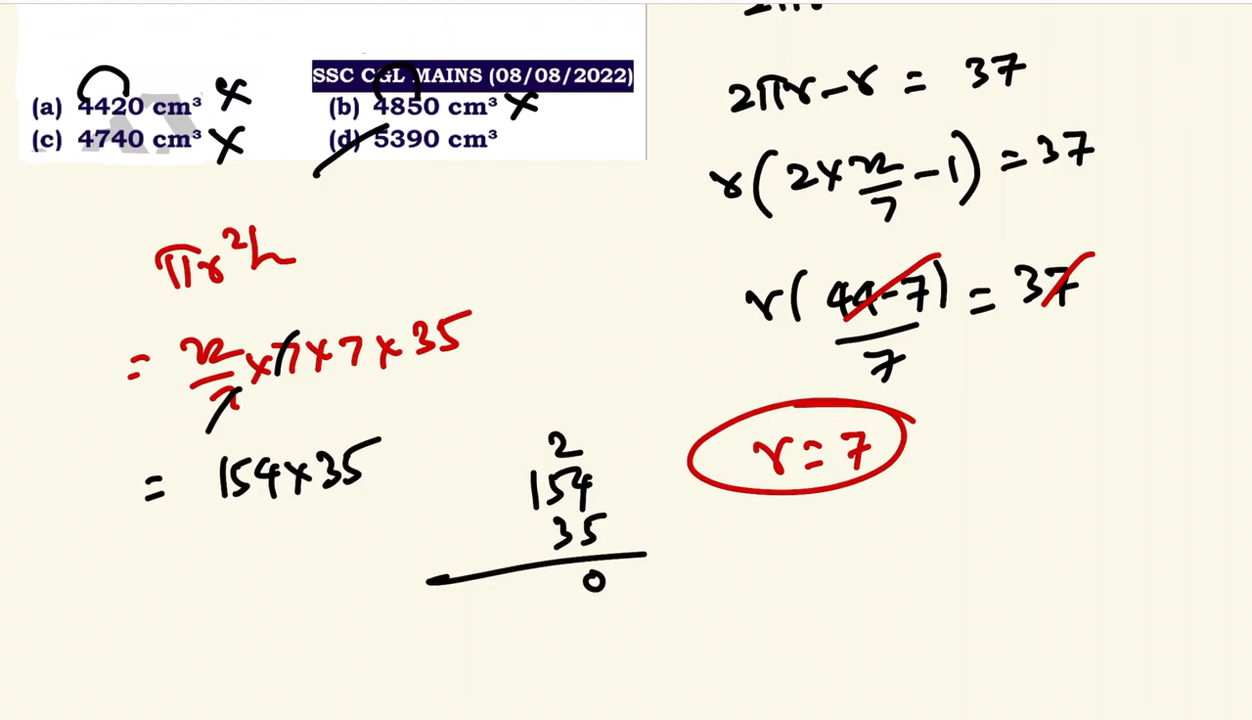 SSC CGL MAINS (08/08/2022)
(a) 4420 cm³ × (b) 4850 cm³ ×
(c) 4740 cm³ × (d) 5390 cm³
2πr - r = 37
r(2×22/7 - 1) = 37
r(44-7)/7 = 37
r = 7
πr²h
= 22/7 × 7 × 7 × 35
= 154×35
2
154
35
0